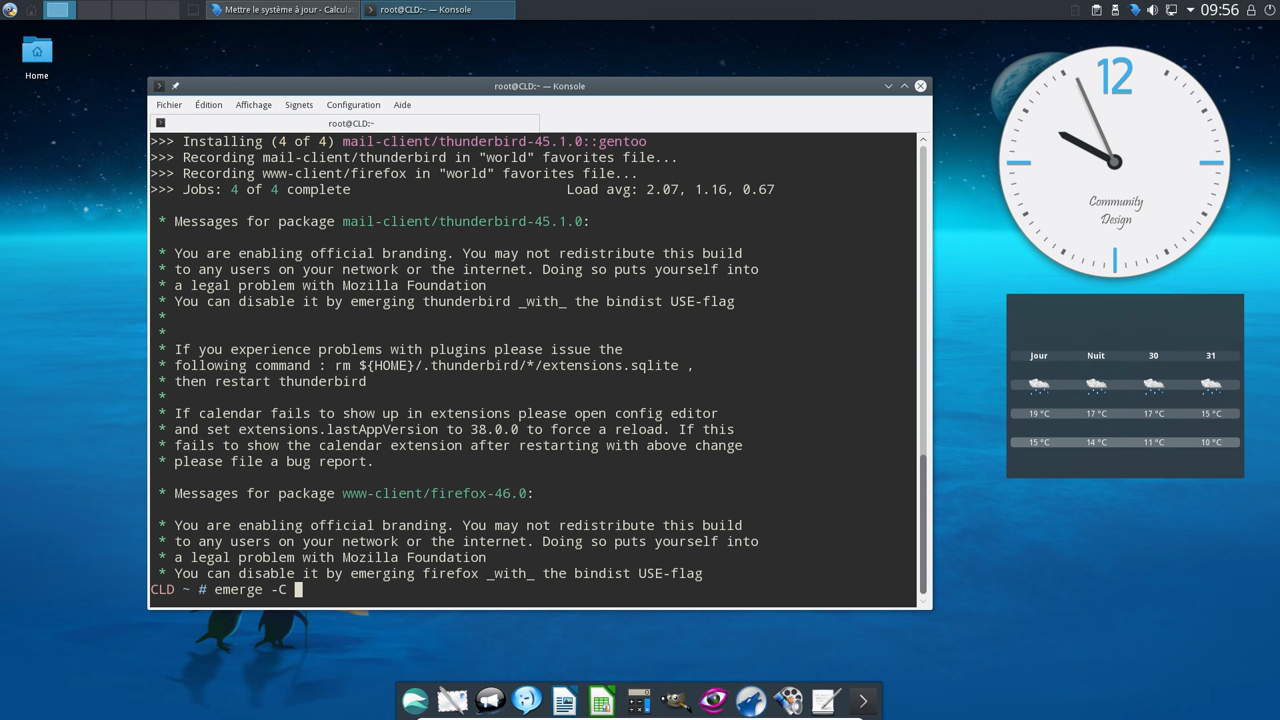 Mettre le système à jour - Calculat
root@CLD:~ — Konsole
09:56
Home
root@CLD:~ — Konsole
Fichier Édition Affichage Signets Configuration Aide
root@CLD:~
>>> Installing (4 of 4) mail-client/thunderbird-45.1.0::gentoo
>>> Recording mail-client/thunderbird in "world" favorites file...
>>> Recording www-client/firefox in "world" favorites file...
>>> Jobs: 4 of 4 complete Load avg: 2.07, 1.16, 0.67
* Messages for package mail-client/thunderbird-45.1.0:
* You are enabling official branding. You may not redistribute this build
* to any users on your network or the internet. Doing so puts yourself into
* a legal problem with Mozilla Foundation
* You can disable it by emerging thunderbird _with_ the bindist USE-flag
*
*
* If you experience problems with plugins please issue the
* following command : rm ${HOME}/.thunderbird/*/extensions.sqlite ,
* then restart thunderbird
*
* If calendar fails to show up in extensions please open config editor
* and set extensions.lastAppVersion to 38.0.0 to force a reload. If this
* fails to show the calendar extension after restarting with above change
* please file a bug report.
* Messages for package www-client/firefox-46.0:
* You are enabling official branding. You may not redistribute this build
* to any users on your network or the internet. Doing so puts yourself into
* a legal problem with Mozilla Foundation
* You can disable it by emerging firefox _with_ the bindist USE-flag
CLD ~ # emerge -C
12
Community
Design
Jour Nuit 30 31
19 °C 17 °C 17 °C 15 °C
15 °C 14 °C 11 °C 10 °C